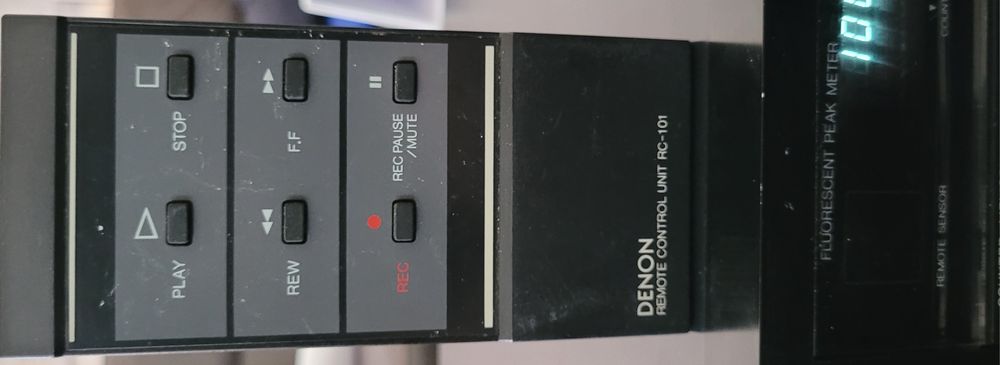 PLAY
STOP
REW
F.F
REC
REC PAUSE
/MUTE
DENON
REMOTE CONTROL UNIT RC-101
FLUORESCENT PEAK METER
REMOTE SENSOR